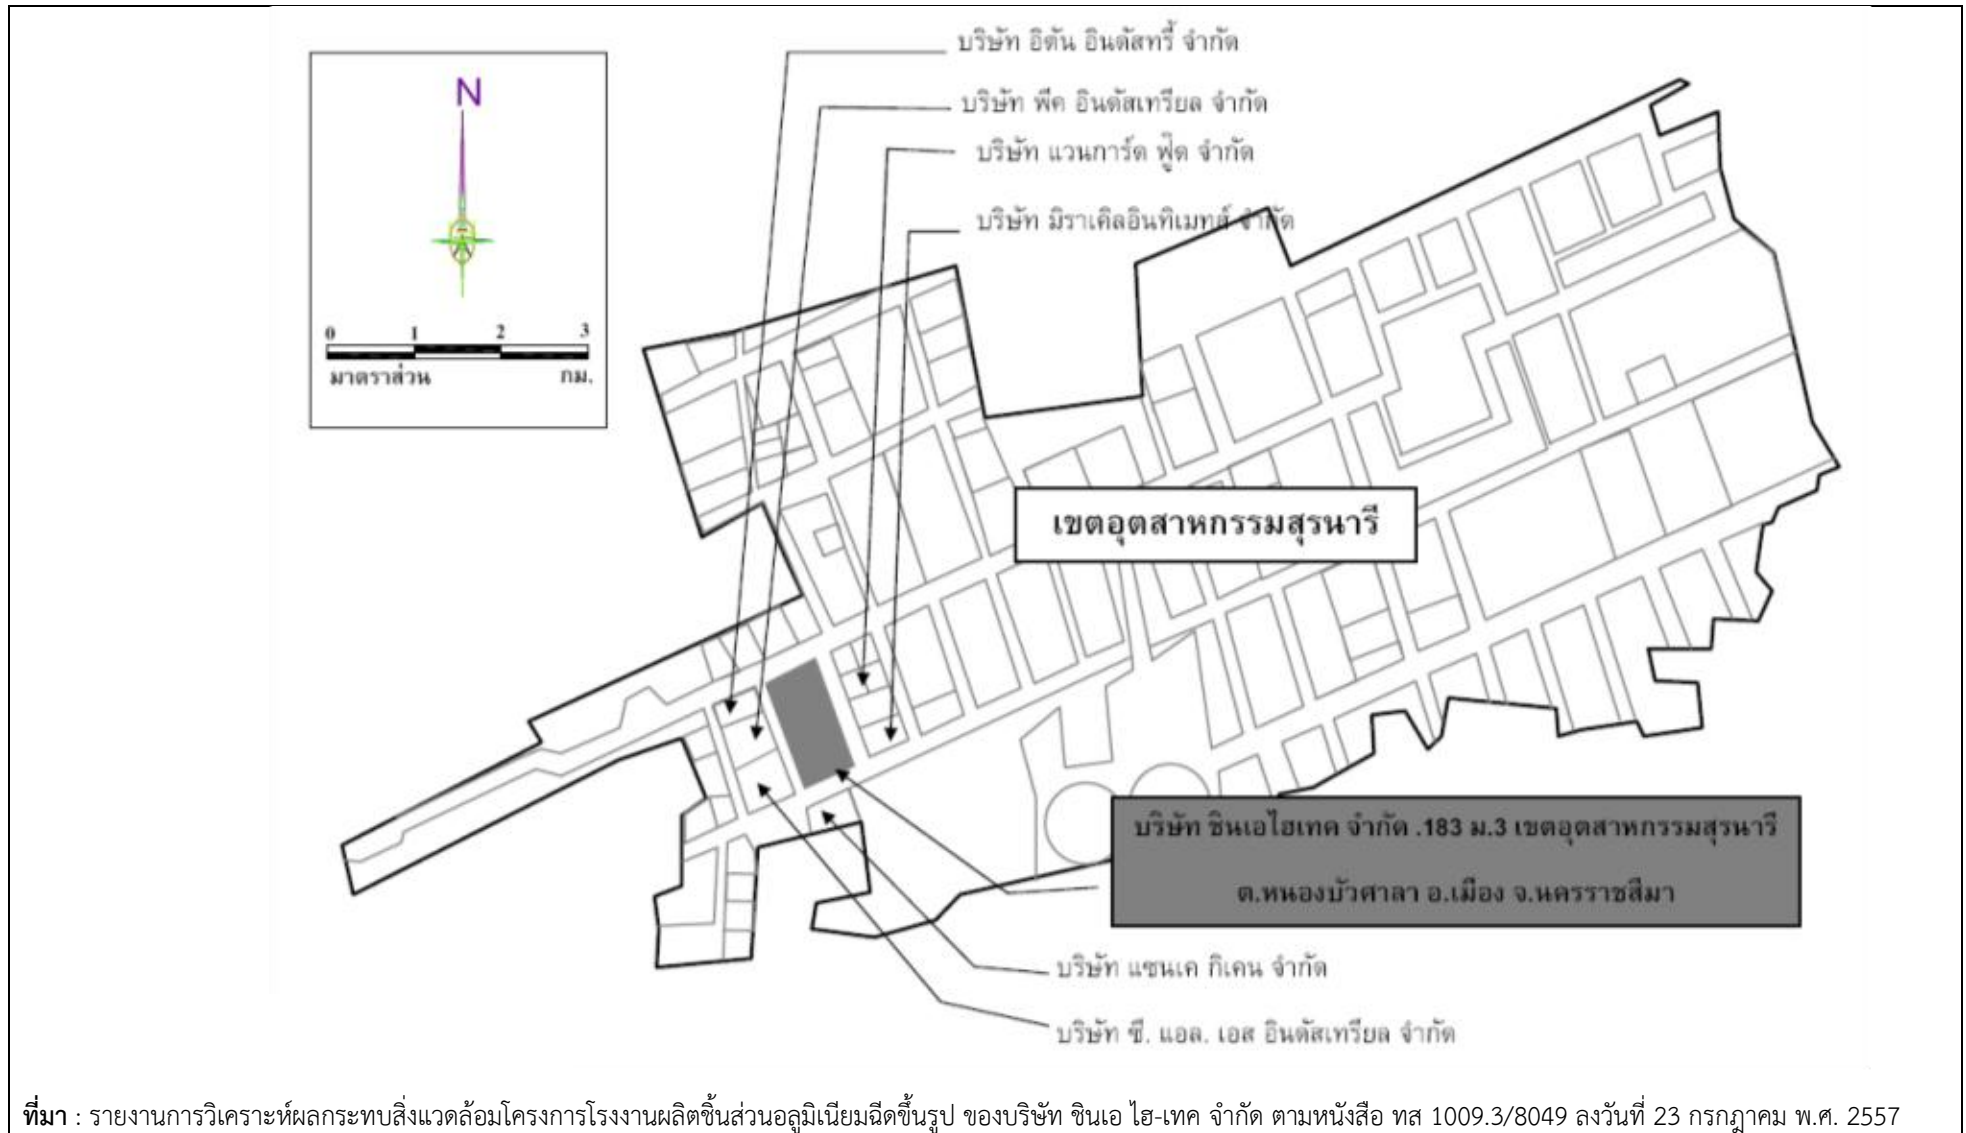 บริษัท อิตัน อินดัสทรี้ จำกัด
N
บริษัท พีค อินดัสเทรียล จำกัด
บริษัท แวนการ์ด ฟู๊ด จำกัด
บริษัท มิราเคิลอินทิเมทส์ จำกัด
0 1 2 3
มาตราส่วน กม.
เขตอุตสาหกรรมสุรนารี
บริษัท ชินเอไฮเทค จำกัด .183 ม.3 เขตอุตสาหกรรมสุรนารี
ต.หนองบัวศาลา อ.เมือง จ.นครราชสีมา
บริษัท แซนเค กิเคน จำกัด
บริษัท ซี. แอล. เอส อินดัสเทรียล จำกัด
ที่มา : รายงานการวิเคราะห์ผลกระทบสิ่งแวดล้อมโครงการโรงงานผลิตชิ้นส่วนอลูมิเนียมฉีดขึ้นรูป ของบริษัท ชินเอ ไฮ-เทค จำกัด ตามหนังสือ ทส 1009.3/8049 ลงวันที่ 23 กรกฎาคม พ.ศ. 2557